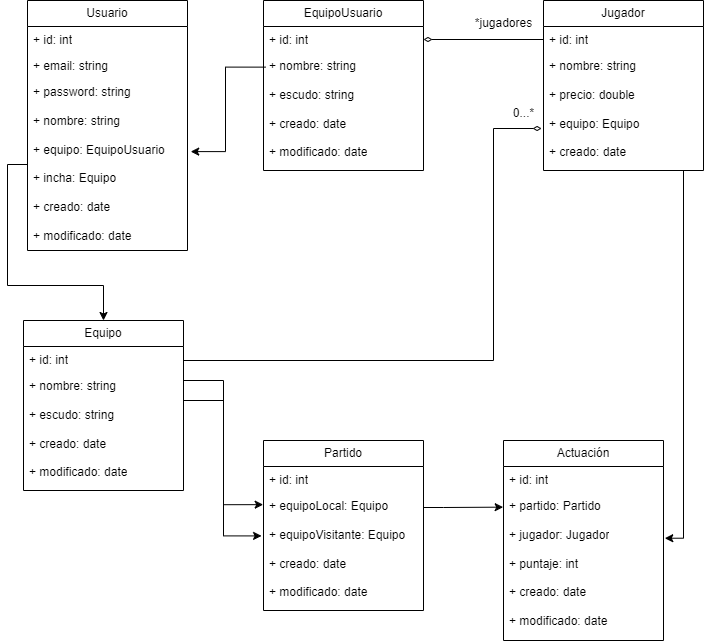 Usuario
+ id: int
+ email: string
+ password: string
+ nombre: string
+ equipo: EquipoUsuario
+ incha: Equipo
+ creado: date
+ modificado: date
EquipoUsuario
+ id: int
+ nombre: string
+ escudo: string
+ creado: date
+ modificado: date
*jugadores
0...*
Jugador
+ id: int
+ nombre: string
+ precio: double
+ equipo: Equipo
+ creado: date
Equipo
+ id: int
+ nombre: string
+ escudo: string
+ creado: date
+ modificado: date
Partido
+ id: int
+ equipoLocal: Equipo
+ equipoVisitante: Equipo
+ creado: date
+ modificado: date
Actuación
+ id: int
+ partido: Partido
+ jugador: Jugador
+ puntaje: int
+ creado: date
+ modificado: date